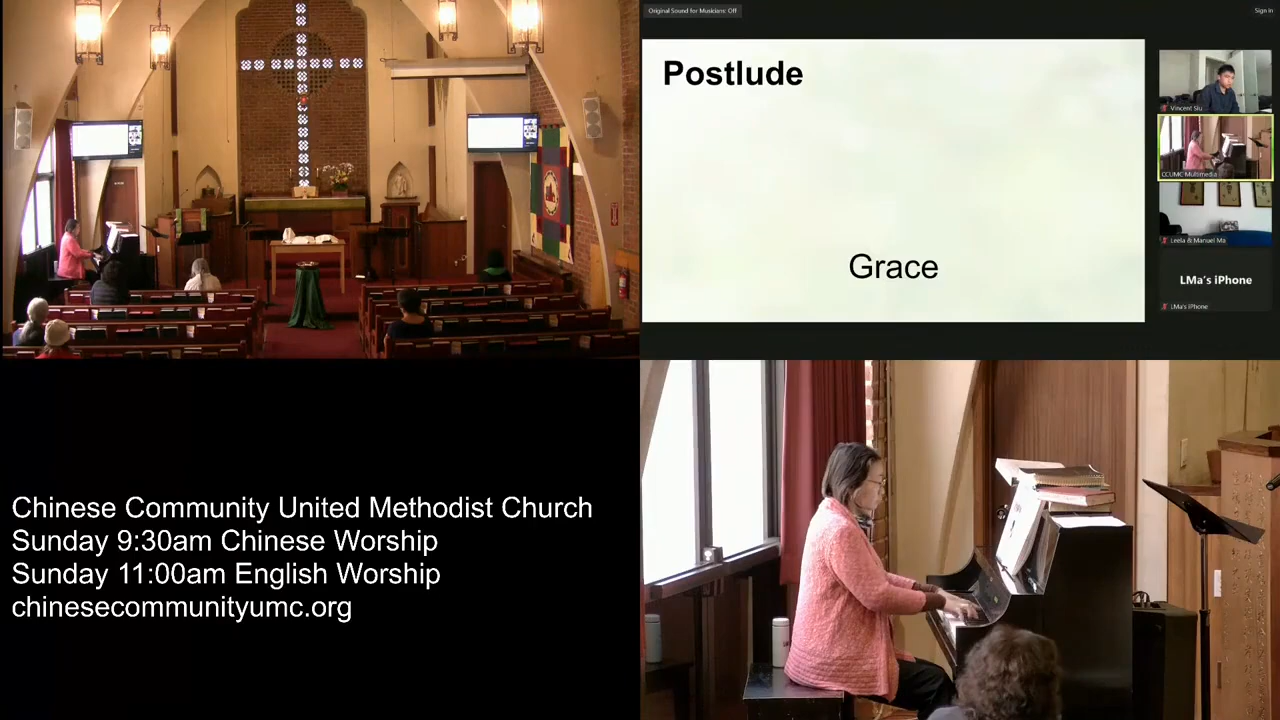 Original Sound for Musicians: Off
Sign in
Postlude
Grace
Vincent Siu
CCUMC Multimedia
Leela & Manuel Ma
LMa's iPhone
LMa's iPhone
Chinese Community United Methodist Church
Sunday 9:30am Chinese Worship
Sunday 11:00am English Worship
chinesecommunityumc.org